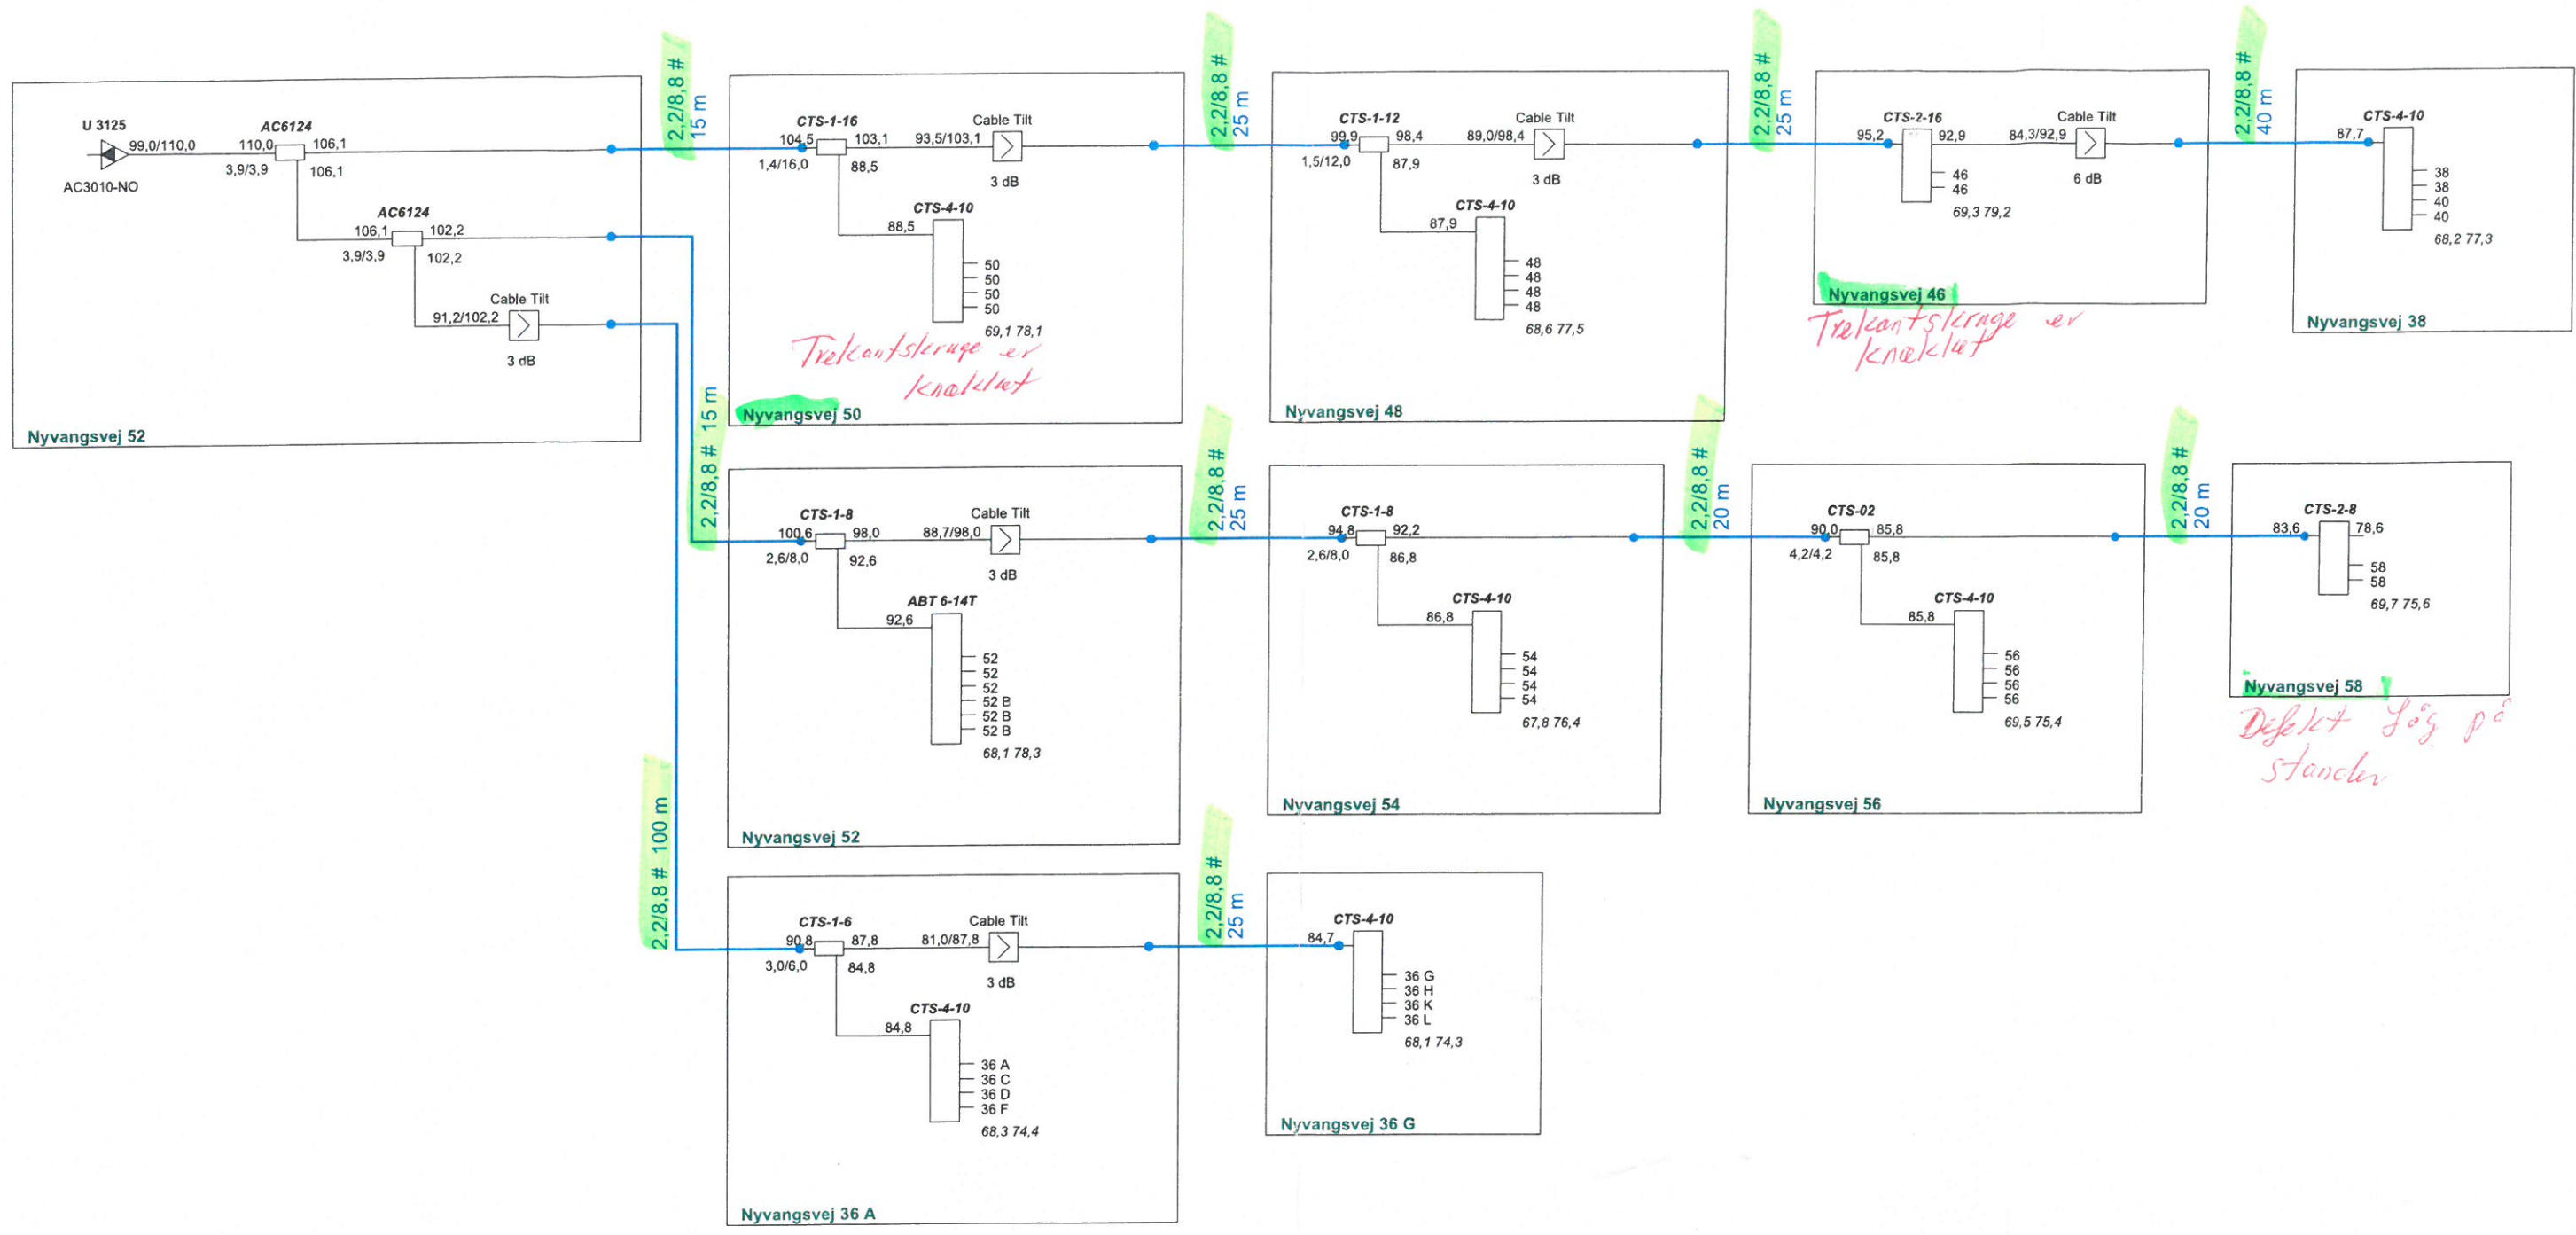 U 3125
99,0/110,0
AC3010-NO
AC6124
110,0
106,1
3,9/3,9
106,1
AC6124
106,1
102,2
3,9/3,9
102,2
Cable Tilt
91,2/102,2
3 dB
Nyvangsvej 52
2,2/8,8 #
15 m
CTS-1-16
104,5
103,1
1,4/16,0
88,5
93,5/103,1
Cable Tilt
3 dB
CTS-4-10
88,5
50
50
50
50
69,1 78,1
Trekantskruge er
knækket
Nyvangsvej 50
2,2/8,8 #
25 m
CTS-1-12
99,9
98,4
1,5/12,0
87,9
89,0/98,4
Cable Tilt
3 dB
CTS-4-10
87,9
48
48
48
48
68,6 77,5
Nyvangsvej 48
2,2/8,8 #
25 m
CTS-2-16
95,2
92,9
84,3/92,9
Cable Tilt
6 dB
46
46
69,3 79,2
Nyvangsvej 46
Trekantskruge er
knækket
2,2/8,8 #
40 m
CTS-4-10
87,7
38
38
40
40
68,2 77,3
Nyvangsvej 38
2,2/8,8 # 15 m
CTS-1-8
100,6
98,0
2,6/8,0
92,6
88,7/98,0
Cable Tilt
3 dB
ABT 6-14T
92,6
52
52
52
52 B
52 B
52 B
68,1 78,3
Nyvangsvej 52
2,2/8,8 #
25 m
CTS-1-8
94,8
92,2
2,6/8,0
86,8
CTS-4-10
86,8
54
54
54
54
67,8 76,4
Nyvangsvej 54
2,2/8,8 #
20 m
CTS-02
90,0
85,8
4,2/4,2
85,8
CTS-4-10
85,8
56
56
56
56
69,5 75,4
Nyvangsvej 56
2,2/8,8 #
20 m
CTS-2-8
83,6
78,6
58
58
69,7 75,6
Nyvangsvej 58
Defekt Låg på
stander
2,2/8,8 # 100 m
CTS-1-6
90,8
87,8
3,0/6,0
84,8
81,0/87,8
Cable Tilt
3 dB
CTS-4-10
84,8
36 A
36 C
36 D
36 F
68,3 74,4
Nyvangsvej 36 A
2,2/8,8 #
25 m
CTS-4-10
84,7
36 G
36 H
36 K
36 L
68,1 74,3
Nyvangsvej 36 G